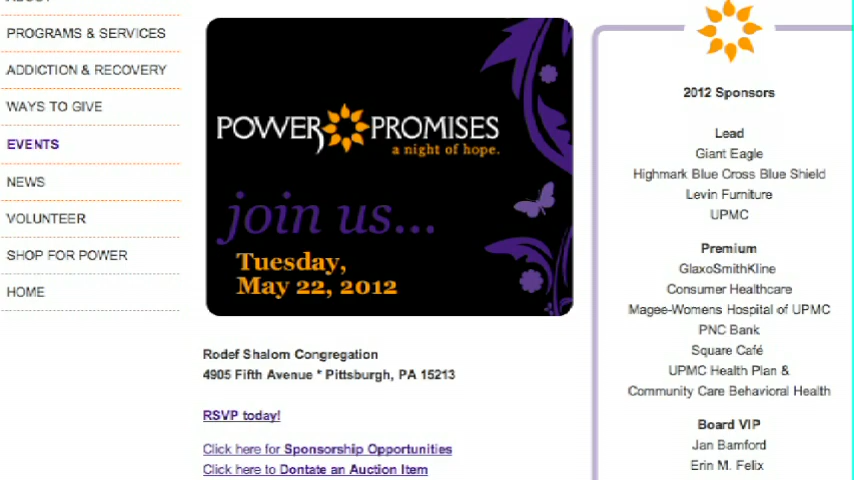 PROGRAMS & SERVICES
ADDICTION & RECOVERY
WAYS TO GIVE
EVENTS
NEWS
VOLUNTEER
SHOP FOR POWER
HOME
POWER PROMISES
a night of hope.
join us...
Tuesday,
May 22, 2012
Rodef Shalom Congregation
4905 Fifth Avenue * Pittsburgh, PA 15213
RSVP today!
Click here for Sponsorship Opportunities
Click here to Dontate an Auction Item
2012 Sponsors
Lead
Giant Eagle
Highmark Blue Cross Blue Shield
Levin Furniture
UPMC
Premium
GlaxoSmithKline
Consumer Healthcare
Magee-Womens Hospital of UPMC
PNC Bank
Square Café
UPMC Health Plan &
Community Care Behavioral Health
Board VIP
Jan Bamford
Erin M. Felix